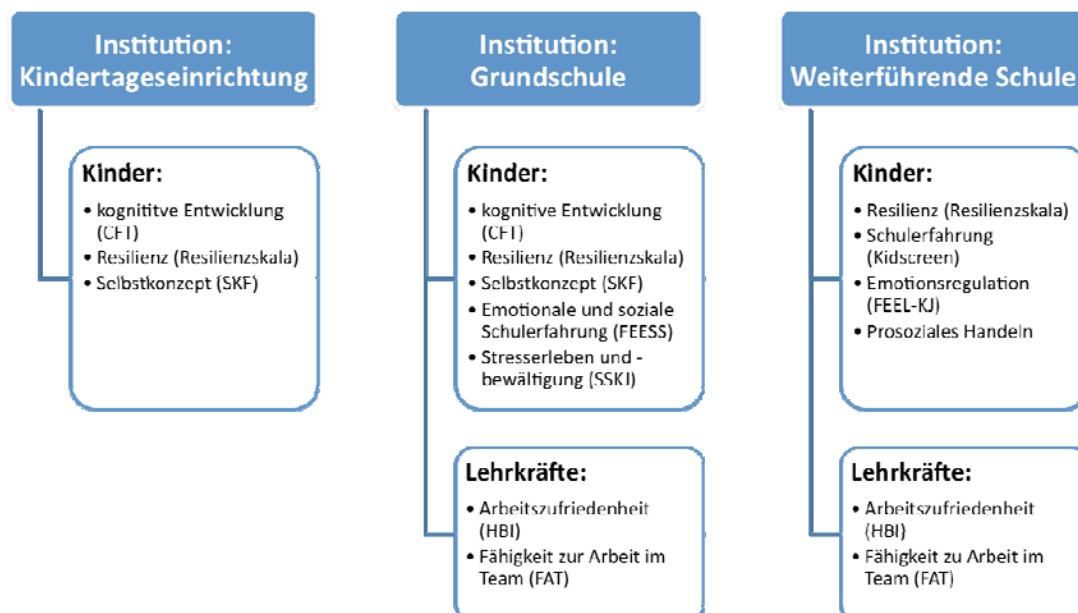 Institution:
Kindertageseinrichtung
Kinder:
• kognititve Entwicklung
(CFT)
• Resilienz (Resilienzskala)
• Selbstkonzept (SKF)
Institution:
Grundschule
Kinder:
• kognitive Entwicklung
(CFT)
• Resilienz (Resilienzskala)
• Selbstkonzept (SKF)
• Emotionale und soziale
Schulerfahrung (FEESS)
• Stresserleben und -
bewältigung (SSKJ)
Lehrkräfte:
• Arbeitszufriedenheit
(HBI)
• Fähigkeit zur Arbeit im
Team (FAT)
Institution:
Weiterführende Schule
Kinder:
• Resilienz (Resilienzskala)
• Schulerfahrung
(Kidscreen)
• Emotionsregulation
(FEEL-KJ)
• Prosoziales Handeln
Lehrkräfte:
• Arbeitszufriedenheit
(HBI)
• Fähigkeit zu Arbeit im
Team (FAT)